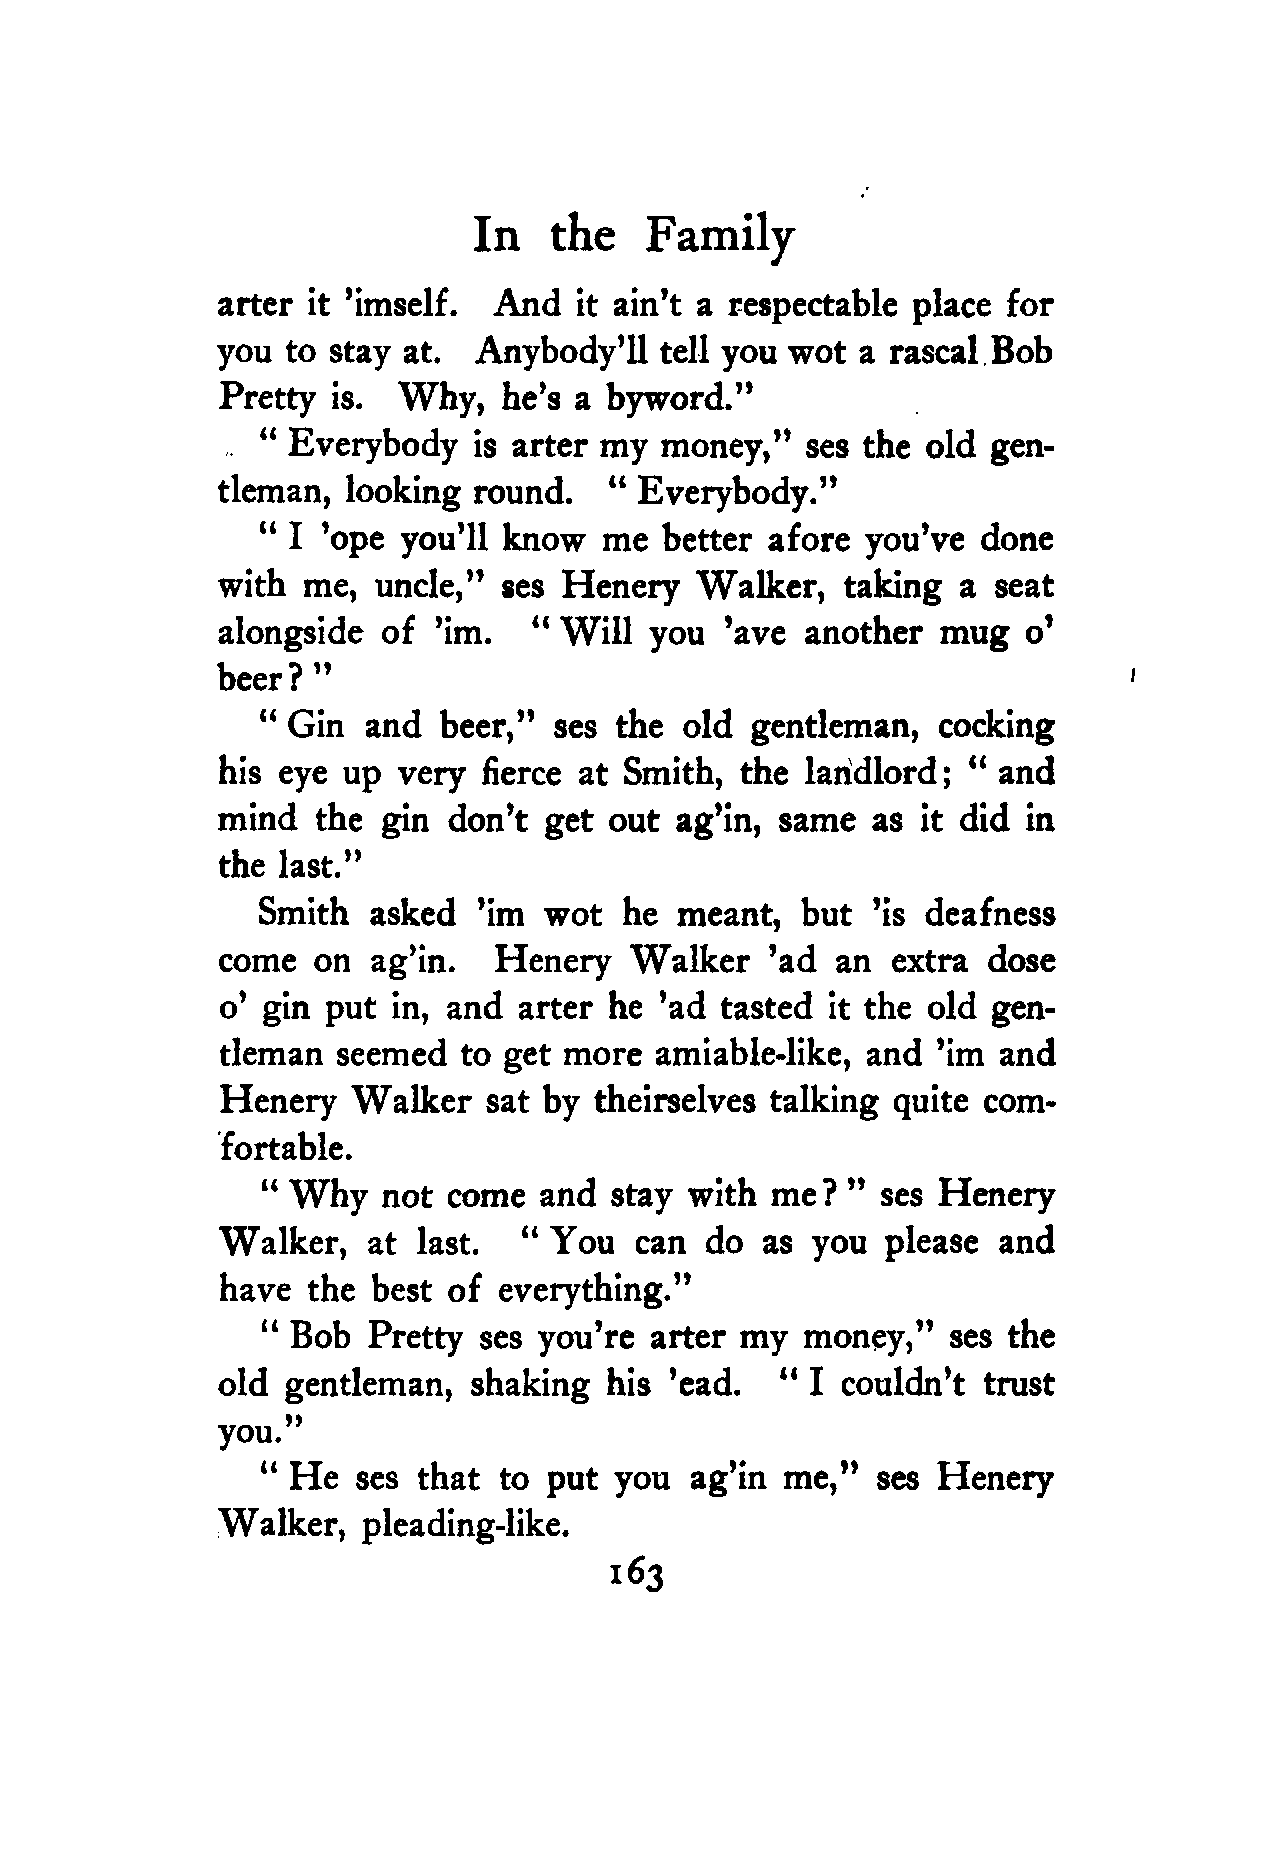 In the Family
arter it 'imself. And it ain't a respectable place for
you to stay at. Anybody'll tell you wot a rascal Bob
Pretty is. Why, he's a byword."
" Everybody is arter my money," ses the old gen-
tleman, looking round. " Everybody."
" I 'ope you'll know me better afore you've done
with me, uncle," ses Henery Walker, taking a seat
alongside of 'im. " Will you 'ave another mug o'
beer? "
" Gin and beer," ses the old gentleman, cocking
his eye up very fierce at Smith, the landlord; " and
mind the gin don't get out ag'in, same as it did in
the last."
Smith asked 'im wot he meant, but 'is deafness
come on ag'in. Henery Walker 'ad an extra dose
o' gin put in, and arter he 'ad tasted it the old gen-
tleman seemed to get more amiable-like, and 'im and
Henery Walker sat by theirselves talking quite com-
fortable.
" Why not come and stay with me? " ses Henery
Walker, at last. " You can do as you please and
have the best of everything."
" Bob Pretty ses you're arter my money," ses the
old gentleman, shaking his 'ead. " I couldn't trust
you."
" He ses that to put you ag'in me," ses Henery
Walker, pleading-like.
163